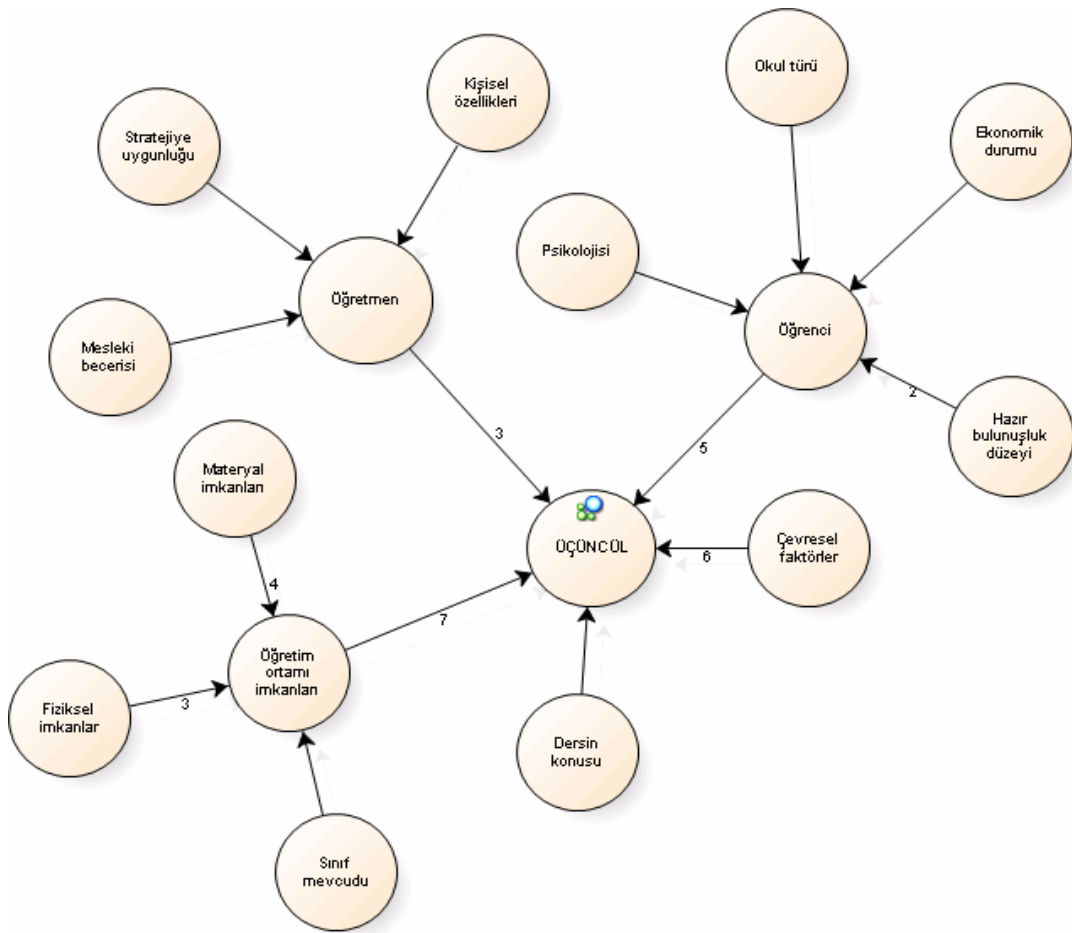 Okul türü
Kişisel
özellikleri
Ekonomik
durumu
Stratejiye
uygunluğu
Psikolojisi
Öğretmen
Öğrenci
Mesleki
becerisi
2
Hazır
bulunuşluk
düzeyi
3
5
Materyal
imkanları
ÜÇÜNCÜL
Çevresel
faktörler
6
4
7
Öğretim
ortamı
imkanları
Fiziksel
imkanlar
3
Dersin
konusu
Sınıf
mevcudu